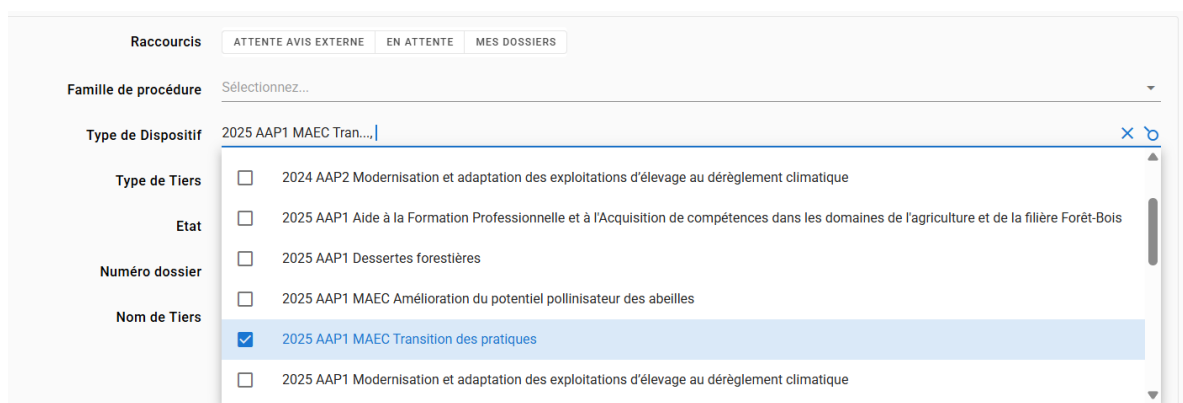 Raccourcis ATTENTE AVIS EXTERNE EN ATTENTE MES DOSSIERS
Famille de procédure Sélectionnez...
Type de Dispositif 2025 AAP1 MAEC Tran...,
Type de Tiers
2024 AAP2 Modernisation et adaptation des exploitations d'élevage au dérèglement climatique
Etat
2025 AAP1 Aide à la Formation Professionnelle et à l'Acquisition de compétences dans les domaines de l'agriculture et de la filière Forêt-Bois
2025 AAP1 Dessertes forestières
Numéro dossier
2025 AAP1 MAEC Amélioration du potentiel pollinisateur des abeilles
Nom de Tiers
2025 AAP1 MAEC Transition des pratiques
2025 AAP1 Modernisation et adaptation des exploitations d'élevage au dérèglement climatique